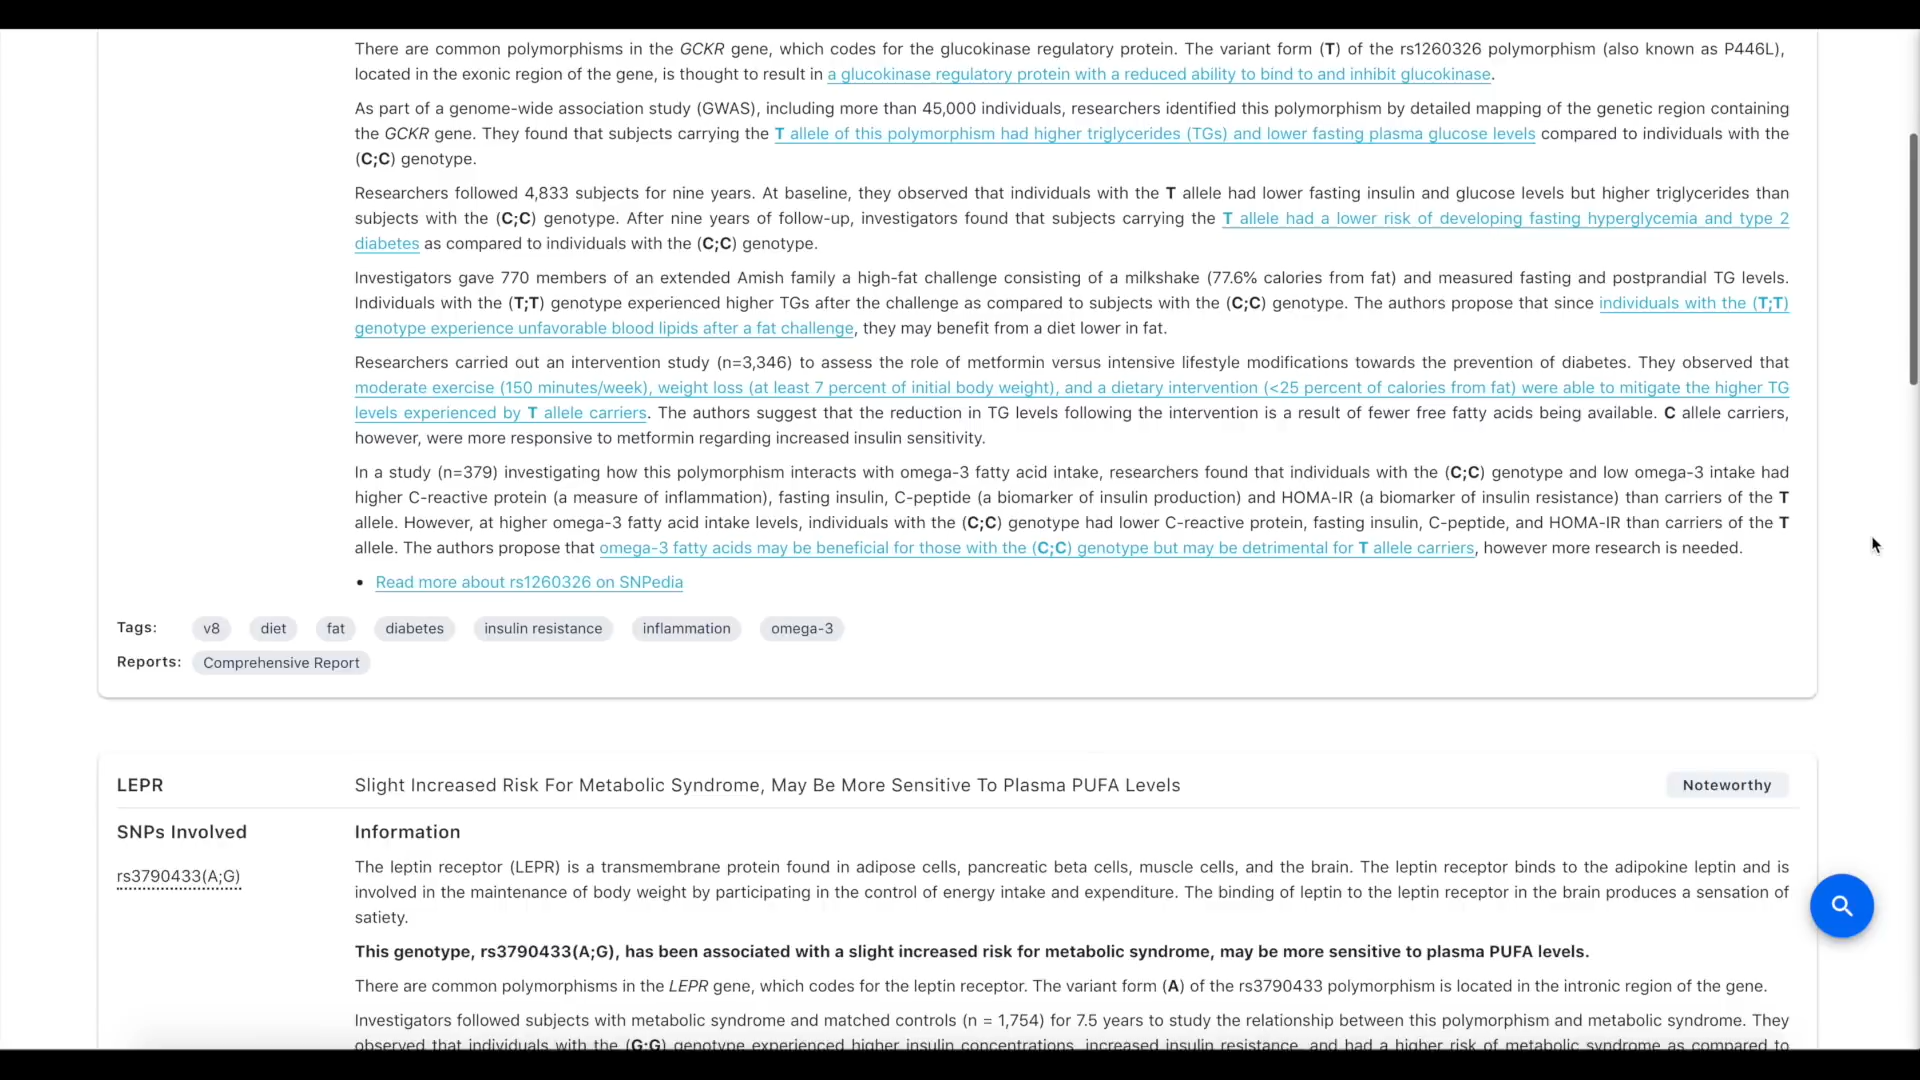 There are common polymorphisms in the GCKR gene, which codes for the glucokinase regulatory protein. The variant form (T) of the rs1260326 polymorphism (also known as P446L),
located in the exonic region of the gene, is thought to result in a glucokinase regulatory protein with a reduced ability to bind to and inhibit glucokinase.
As part of a genome-wide association study (GWAS), including more than 45,000 individuals, researchers identified this polymorphism by detailed mapping of the genetic region containing
the GCKR gene. They found that subjects carrying the T allele of this polymorphism had higher triglycerides (TGs) and lower fasting plasma glucose levels compared to individuals with the
(C;C) genotype.
Researchers followed 4,833 subjects for nine years. At baseline, they observed that individuals with the T allele had lower fasting insulin and glucose levels but higher triglycerides than
subjects with the (C;C) genotype. After nine years of follow-up, investigators found that subjects carrying the T allele had a lower risk of developing fasting hyperglycemia and type 2
diabetes as compared to individuals with the (C;C) genotype.
Investigators gave 770 members of an extended Amish family a high-fat challenge consisting of a milkshake (77.6% calories from fat) and measured fasting and postprandial TG levels.
Individuals with the (T;T) genotype experienced higher TGs after the challenge as compared to subjects with the (C;C) genotype. The authors propose that since individuals with the (T;T)
genotype experience unfavorable blood lipids after a fat challenge, they may benefit from a diet lower in fat.
Researchers carried out an intervention study (n=3,346) to assess the role of metformin versus intensive lifestyle modifications towards the prevention of diabetes. They observed that
moderate exercise (150 minutes/week), weight loss (at least 7 percent of initial body weight), and a dietary intervention (<25 percent of calories from fat) were able to mitigate the higher TG
levels experienced by T allele carriers. The authors suggest that the reduction in TG levels following the intervention is a result of fewer free fatty acids being available. C allele carriers,
however, were more responsive to metformin regarding increased insulin sensitivity.
In a study (n=379) investigating how this polymorphism interacts with omega-3 fatty acid intake, researchers found that individuals with the (C;C) genotype and low omega-3 intake had
higher C-reactive protein (a measure of inflammation), fasting insulin, C-peptide (a biomarker of insulin production) and HOMA-IR (a biomarker of insulin resistance) than carriers of the T
allele. However, at higher omega-3 fatty acid intake levels, individuals with the (C;C) genotype had lower C-reactive protein, fasting insulin, C-peptide, and HOMA-IR than carriers of the T
allele. The authors propose that omega-3 fatty acids may be beneficial for those with the (C;C) genotype but may be detrimental for T allele carriers, however more research is needed.
• Read more about rs1260326 on SNPedia
Tags: v8 diet fat diabetes insulin resistance inflammation omega-3
Reports: Comprehensive Report
LEPR Slight Increased Risk For Metabolic Syndrome, May Be More Sensitive To Plasma PUFA Levels Noteworthy
SNPs Involved Information
rs3790433(A;G) The leptin receptor (LEPR) is a transmembrane protein found in adipose cells, pancreatic beta cells, muscle cells, and the brain. The leptin receptor binds to the adipokine leptin and is
involved in the maintenance of body weight by participating in the control of energy intake and expenditure. The binding of leptin to the leptin receptor in the brain produces a sensation of
satiety.
This genotype, rs3790433(A;G), has been associated with a slight increased risk for metabolic syndrome, may be more sensitive to plasma PUFA levels.
There are common polymorphisms in the LEPR gene, which codes for the leptin receptor. The variant form (A) of the rs3790433 polymorphism is located in the intronic region of the gene.
Investigators followed subjects with metabolic syndrome and matched controls (n = 1,754) for 7.5 years to study the relationship between this polymorphism and metabolic syndrome. They
observed that individuals with the (G;G) genotype experienced higher insulin concentrations, increased insulin resistance, and had a higher risk of metabolic syndrome as compared to